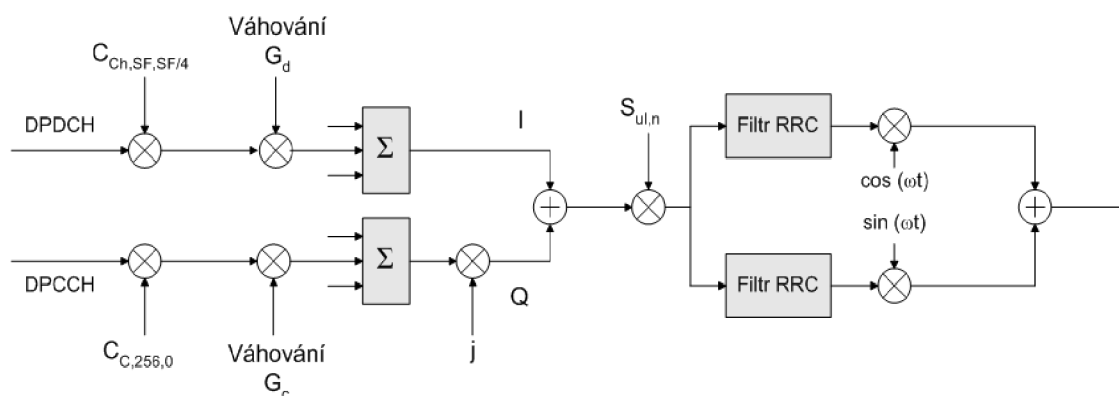 Váhování
G_d
C_Ch,SF,SF/4
DPDCH
Σ
I
S_ul,n
Filtr RRC
cos (ωt)
sin (ωt)
Filtr RRC
DPCCH
Σ
Q
C_C,256,0
Váhování
G_c
j